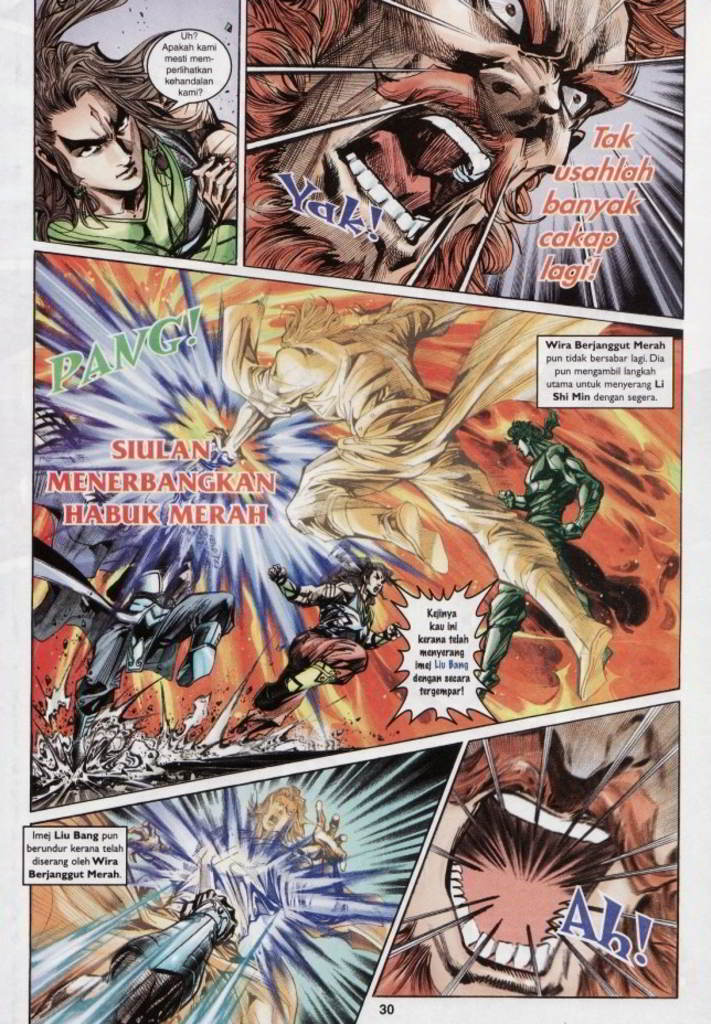 Uh?
Apakah kami
mesti mem-
perlihatkan
kehandalan
kami?
Yak!
Tak
usahlah
banyak
cakap
lagi!
PANG!
SIULAN
MENERBANGKAN
HABUK MERAH
Wira Berjanggut Merah
pun tidak bersabar lagi. Dia
pun mengambil langkah
utama untuk menyerang Li
Shi Min dengan segera.
Kejinya
kau ini
kerana telah
menyerang
imej Liu Bang
dengan secara
tergempar!
Imej Liu Bang pun
berundur kerana telah
diserang oleh Wira
Berjanggut Merah.
Ah!
30